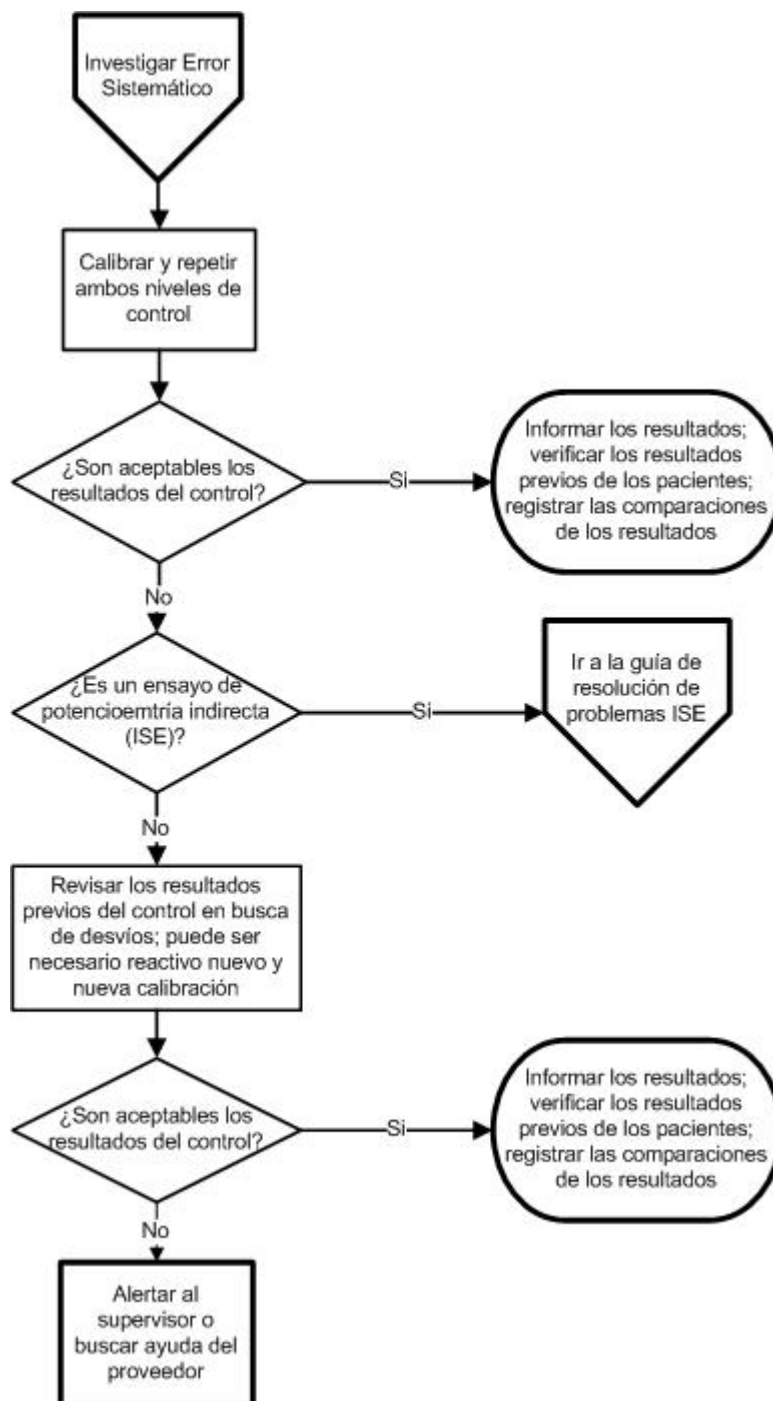 Investigar Error
Sistemático
Calibrar y repetir
ambos niveles de
control
¿Son aceptables los
resultados del control?
Si
Informar los resultados;
verificar los resultados
previos de los pacientes;
registrar las comparaciones
de los resultados
No
¿Es un ensayo de
potencioemtría indirecta
(ISE)?
Si
Ir a la guía de
resolución de
problemas ISE
No
Revisar los resultados
previos del control en busca
de desvíos; puede ser
necesario reactivo nuevo y
nueva calibración
¿Son aceptables los
resultados del control?
Si
Informar los resultados;
verificar los resultados
previos de los pacientes;
registrar las comparaciones
de los resultados
No
Alertar al
supervisor o
buscar ayuda del
proveedor